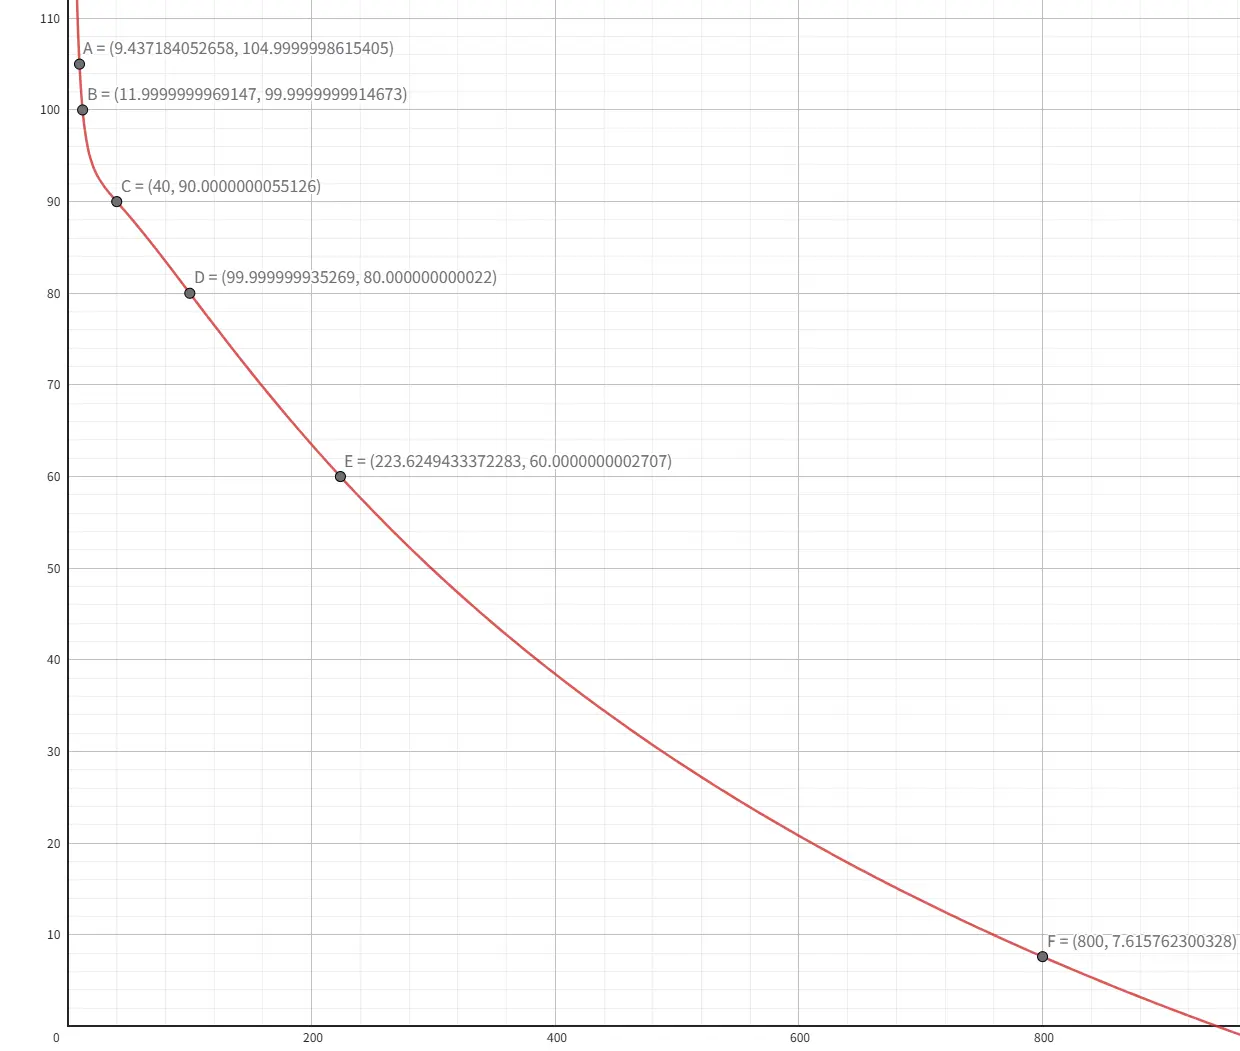 110
A = (9.437184052658, 104.9999998615405)
B = (11.9999999969147, 99.9999999914673)
100
C = (40, 90.0000000055126)
90
D = (99.999999935269, 80.000000000022)
80
70
E = (223.6249433372283, 60.0000000002707)
60
50
40
30
20
F = (800, 7.615762300328)
10
0 200 400 600 800